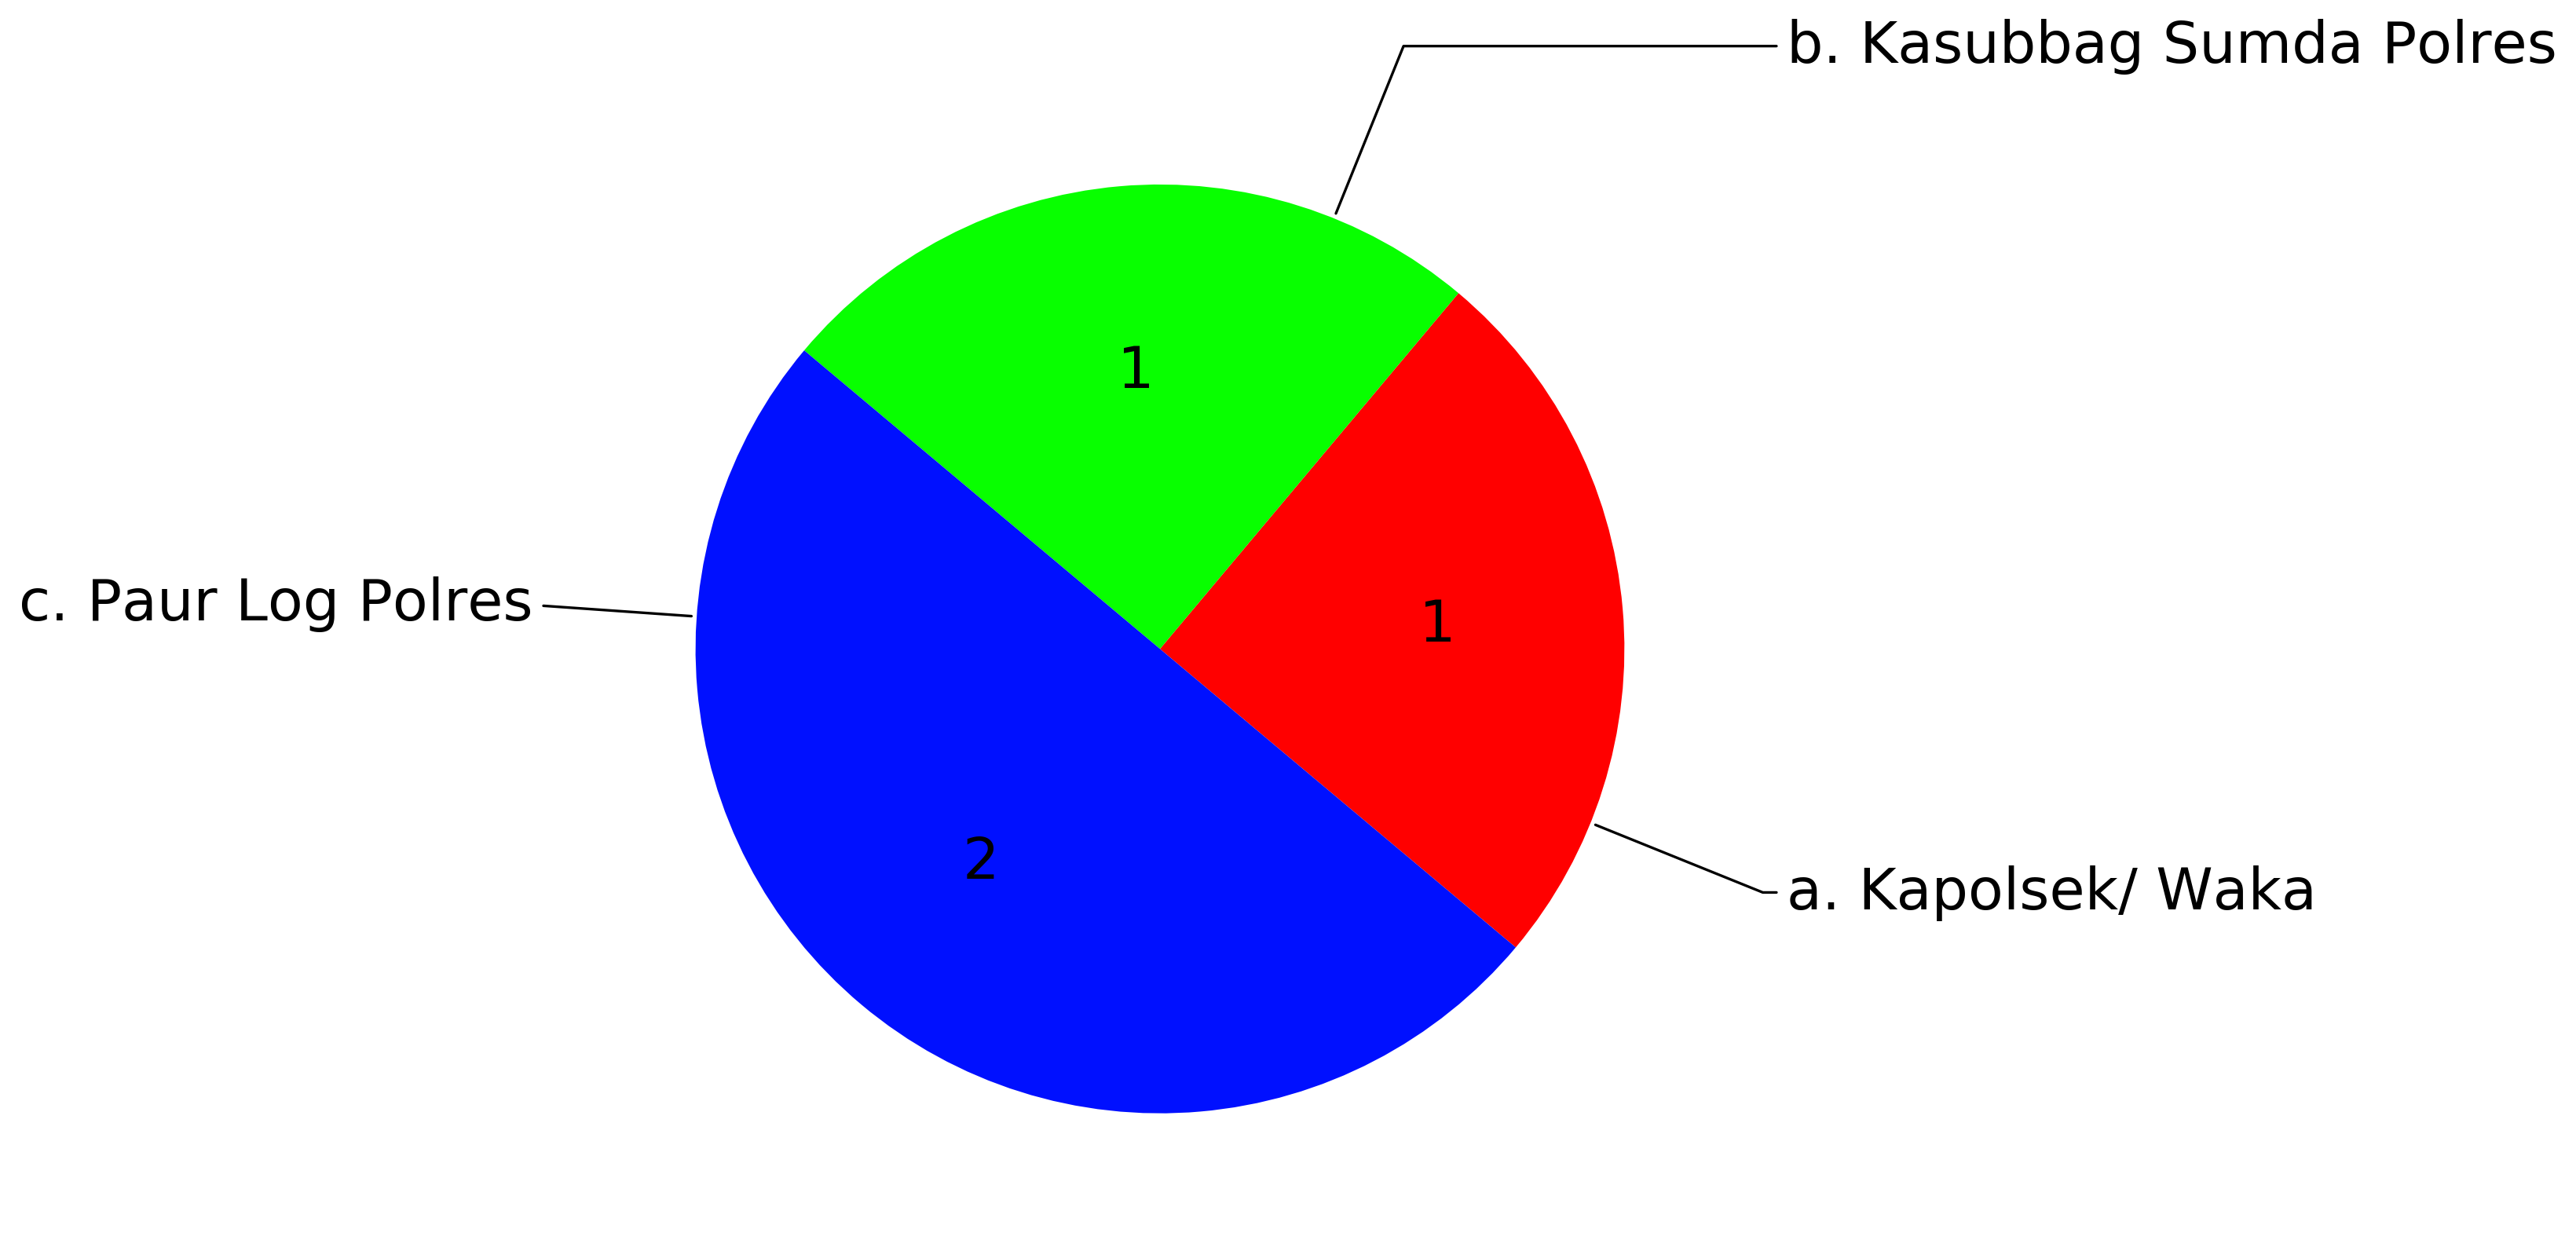 b. Kasubbag Sumda Polres
1
c. Paur Log Polres
1
2
a. Kapolsek/ Waka